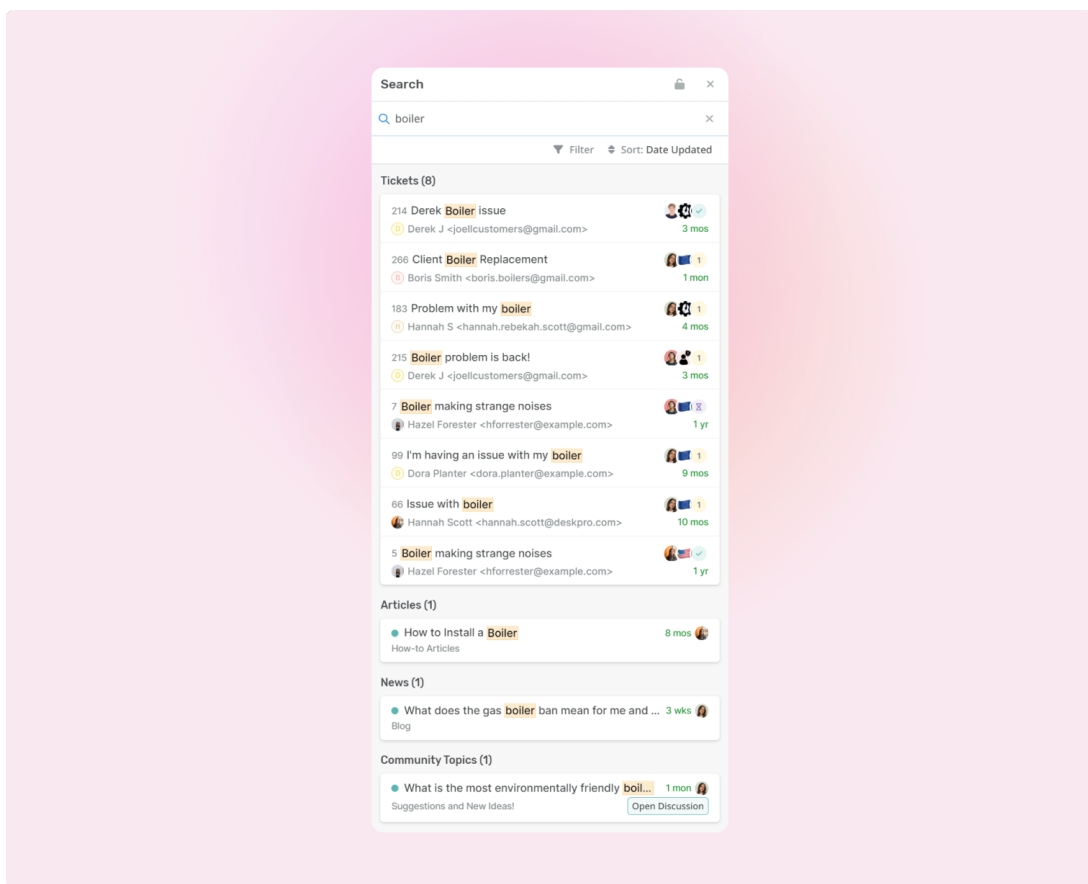 Search
boiler
Filter Sort: Date Updated
Tickets (8)
214 Derek Boiler issue
D Derek J <joellcustomers@gmail.com> 3 mos
266 Client Boiler Replacement 1
B Boris Smith <boris.boilers@gmail.com> 1 mon
183 Problem with my boiler 1
H Hannah S <hannah.rebekah.scott@gmail.com> 4 mos
215 Boiler problem is back! 1
D Derek J <joellcustomers@gmail.com> 3 mos
7 Boiler making strange noises
Hazel Forester <hforrester@example.com> 1 yr
99 I'm having an issue with my boiler 1
D Dora Planter <dora.planter@example.com> 9 mos
66 Issue with boiler 1
Hannah Scott <hannah.scott@deskpro.com> 10 mos
5 Boiler making strange noises
Hazel Forester <hforrester@example.com> 1 yr
Articles (1)
How to Install a Boiler 8 mos
How-to Articles
News (1)
What does the gas boiler ban mean for me and ... 3 wks
Blog
Community Topics (1)
What is the most environmentally friendly boil... 1 mon
Suggestions and New Ideas! Open Discussion